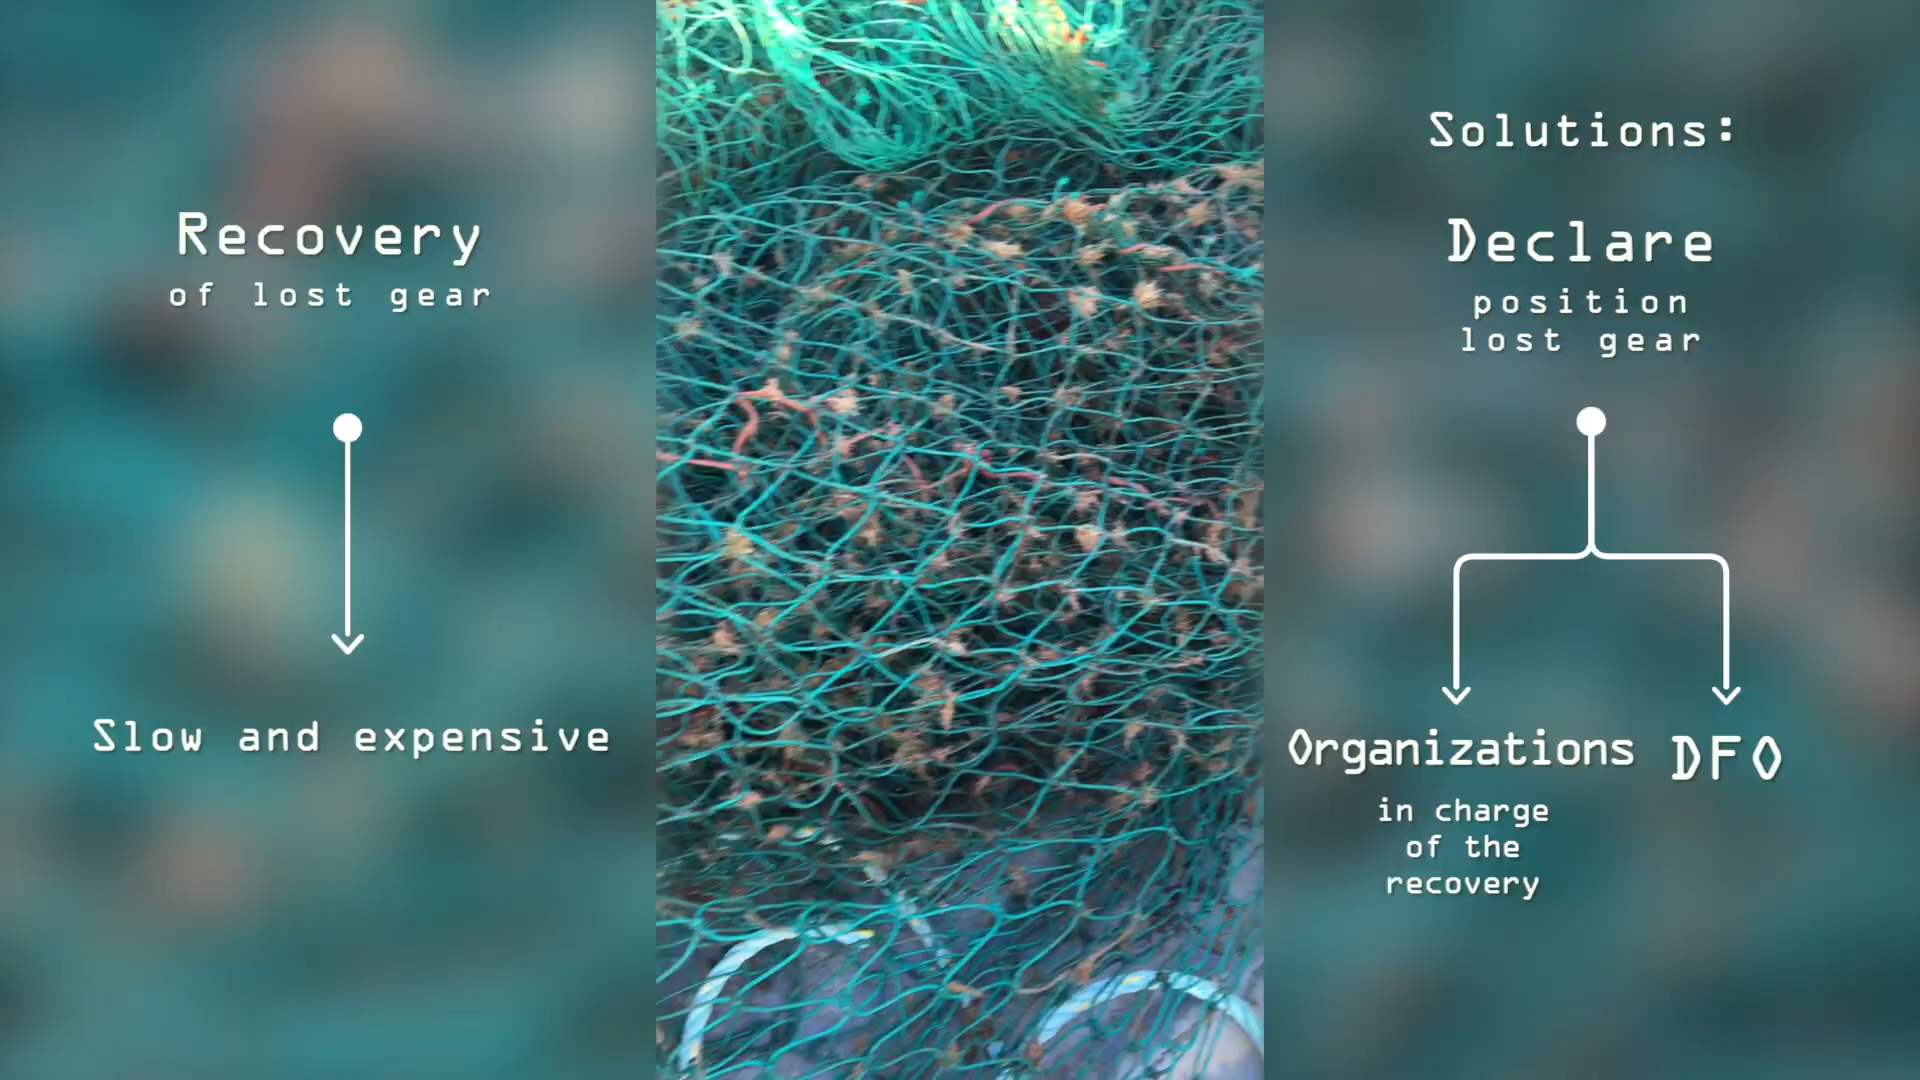 Recovery
of lost gear
Slow and expensive
Solutions:
Declare
position
lost gear
Organizations
in charge
of the
recovery
DFO